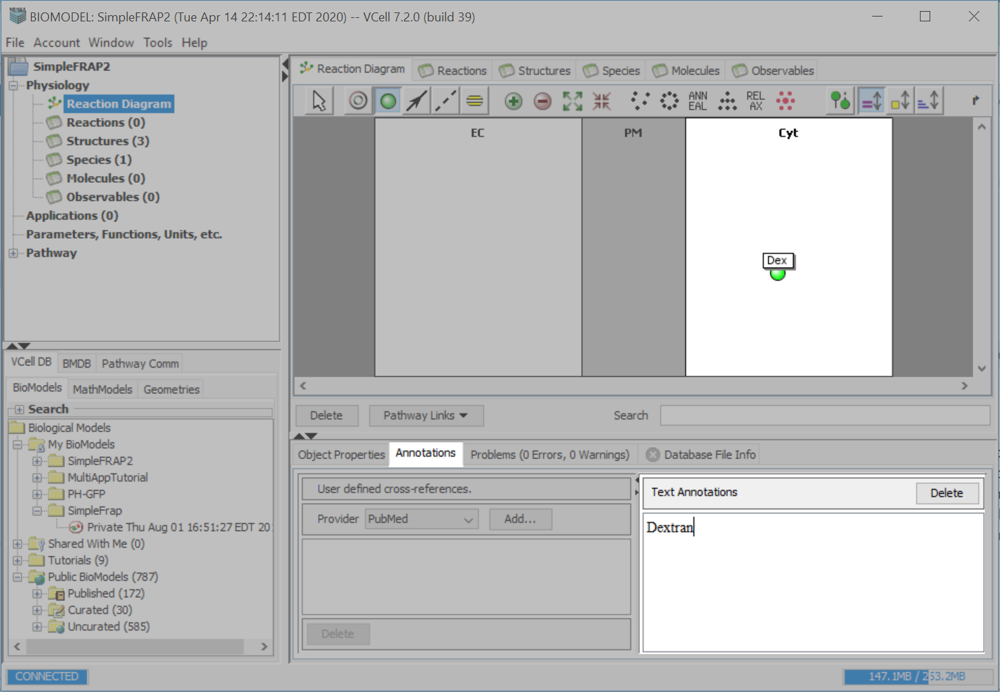 BIOMODEL: SimpleFRAP2 (Tue Apr 14 22:14:11 EDT 2020) -- VCell 7.2.0 (build 39)
File Account Window Tools Help
SimpleFRAP2
Physiology
Reaction Diagram
Reactions (0)
Structures (3)
Species (1)
Molecules (0)
Observables (0)
Applications (0)
Parameters, Functions, Units, etc.
Pathway
VCell DB BMDB Pathway Comm
BioModels MathModels Geometries
Search
Biological Models
My BioModels
SimpleFRAP2
MultiAppTutorial
PH-GFP
SimpleFrap
Private Thu Aug 01 16:51:27 EDT 20
Shared With Me (0)
Tutorials (9)
Public BioModels (787)
Published (172)
Curated (30)
Uncurated (585)
Reaction Diagram Reactions Structures Species Molecules Observables
ANN EAL
REL AX
EC PM Cyt
Dex
Delete Pathway Links Search
Object Properties Annotations Problems (0 Errors, 0 Warnings) Database File Info
User defined cross-references.
Provider PubMed Add...
Delete
Text Annotations Delete
Dextran
CONNECTED 147.1MB / 253.2MB